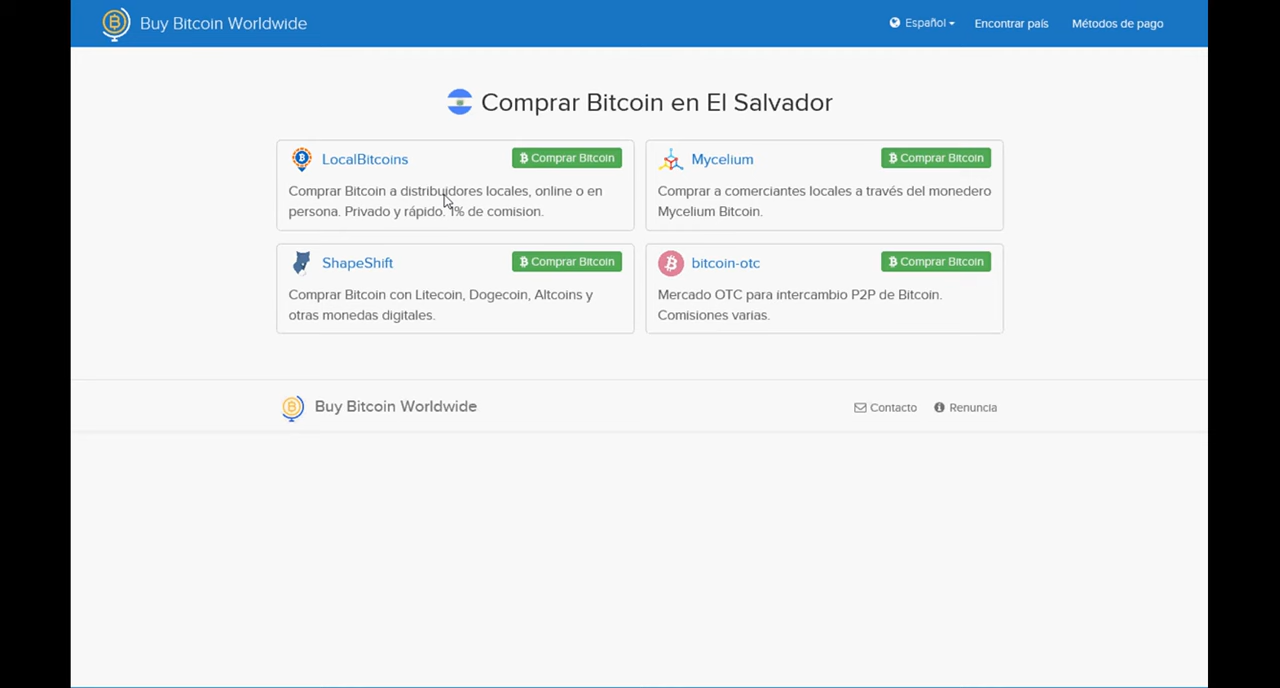 Buy Bitcoin Worldwide
Español
Encontrar país
Métodos de pago
Comprar Bitcoin en El Salvador
LocalBitcoins
Comprar Bitcoin
Comprar Bitcoin a distribuidores locales, online o en
persona. Privado y rápido. 1% de comision.
Mycelium
Comprar Bitcoin
Comprar a comerciantes locales a través del monedero
Mycelium Bitcoin.
ShapeShift
Comprar Bitcoin
Comprar Bitcoin con Litecoin, Dogecoin, Altcoins y
otras monedas digitales.
bitcoin-otc
Comprar Bitcoin
Mercado OTC para intercambio P2P de Bitcoin.
Comisiones varias.
Buy Bitcoin Worldwide
Contacto
Renuncia